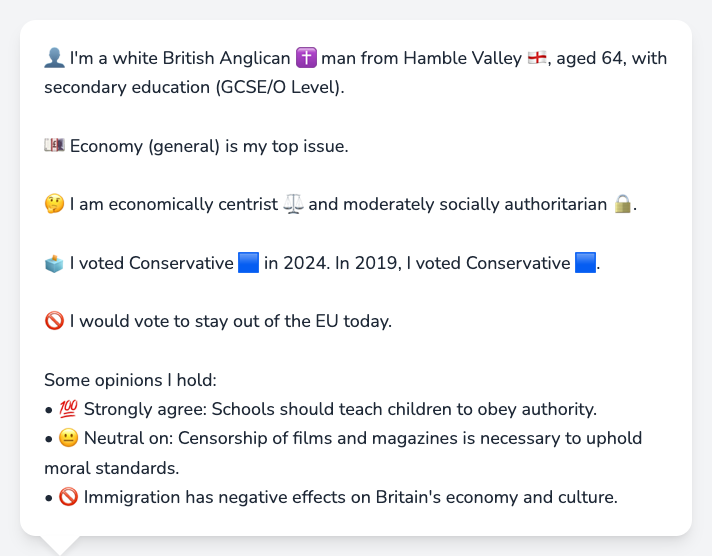 👤 I'm a white British Anglican ✝️ man from Hamble Valley 🏴󠁧󠁢󠁥󠁮󠁧󠁿, aged 64, with
secondary education (GCSE/O Level).
💷 Economy (general) is my top issue.
🤔 I am economically centrist ⚖️ and moderately socially authoritarian 🔒.
🗳️ I voted Conservative 🟦 in 2024. In 2019, I voted Conservative 🟦.
🚫 I would vote to stay out of the EU today.
Some opinions I hold:
• 💯 Strongly agree: Schools should teach children to obey authority.
• 😐 Neutral on: Censorship of films and magazines is necessary to uphold
moral standards.
• 🚫 Immigration has negative effects on Britain's economy and culture.